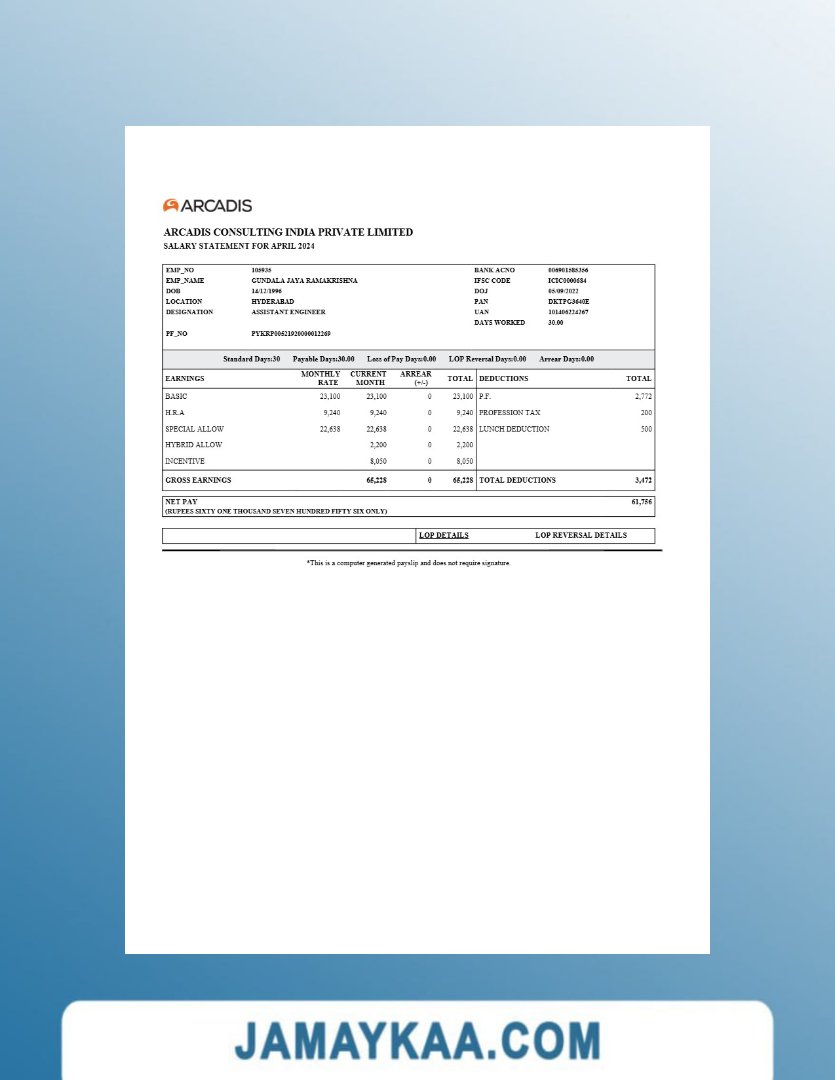 ARCADIS
ARCADIS CONSULTING INDIA PRIVATE LIMITED
SALARY STATEMENT FOR APRIL 2024
EMP_NO 105935 BANK ACNO 006901585356
EMP_NAME GUNDALA JAYA RAMAKRISHNA IFSC CODE ICIC0000684
DOB 14/12/1996 DOJ 05/09/2022
LOCATION HYDERABAD PAN DKTPG3640E
DESIGNATION ASSISTANT ENGINEER UAN 101406224267
DAYS WORKED 30.00
PF_NO PYKRP00521920000012269
Standard Days:30 Payable Days:30.00 Loss of Pay Days:0.00 LOP Reversal Days:0.00 Arrear Days:0.00
EARNINGS MONTHLY RATE CURRENT MONTH ARREAR (+/-) TOTAL DEDUCTIONS TOTAL
BASIC 23,100 23,100 0 23,100 P.F. 2,772
H.R.A 9,240 9,240 0 9,240 PROFESSION TAX 200
SPECIAL ALLOW 22,638 22,638 0 22,638 LUNCH DEDUCTION 500
HYBRID ALLOW 2,200 0 2,200
INCENTIVE 8,050 0 8,050
GROSS EARNINGS 65,228 0 65,228 TOTAL DEDUCTIONS 3,472
NET PAY 61,756
(RUPEES SIXTY ONE THOUSAND SEVEN HUNDRED FIFTY SIX ONLY)
LOP DETAILS LOP REVERSAL DETAILS
*This is a computer generated payslip and does not require signature.
JAMAYKAA.COM